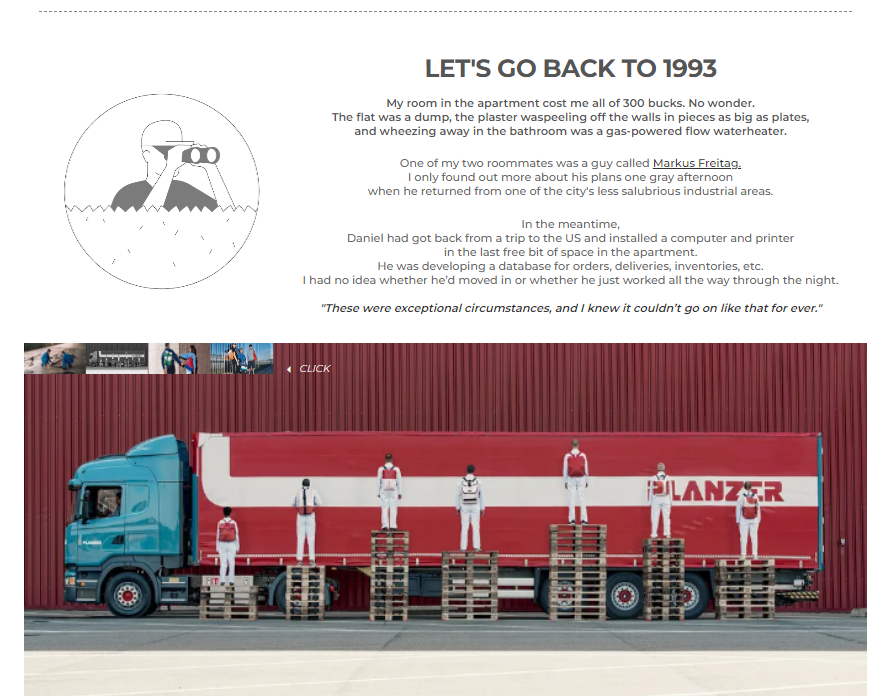 LET'S GO BACK TO 1993
My room in the apartment cost me all of 300 bucks. No wonder.
The flat was a dump, the plaster waspeeling off the walls in pieces as big as plates,
and wheezing away in the bathroom was a gas-powered flow waterheater.
One of my two roommates was a guy called Markus Freitag.
I only found out more about his plans one gray afternoon
when he returned from one of the city's less salubrious industrial areas.
In the meantime,
Daniel had got back from a trip to the US and installed a computer and printer
in the last free bit of space in the apartment.
He was developing a database for orders, deliveries, inventories, etc.
I had no idea whether he'd moved in or whether he just worked all the way through the night.
"These were exceptional circumstances, and I knew it couldn't go on like that for ever."
CLICK
PLANZER
PLANZER